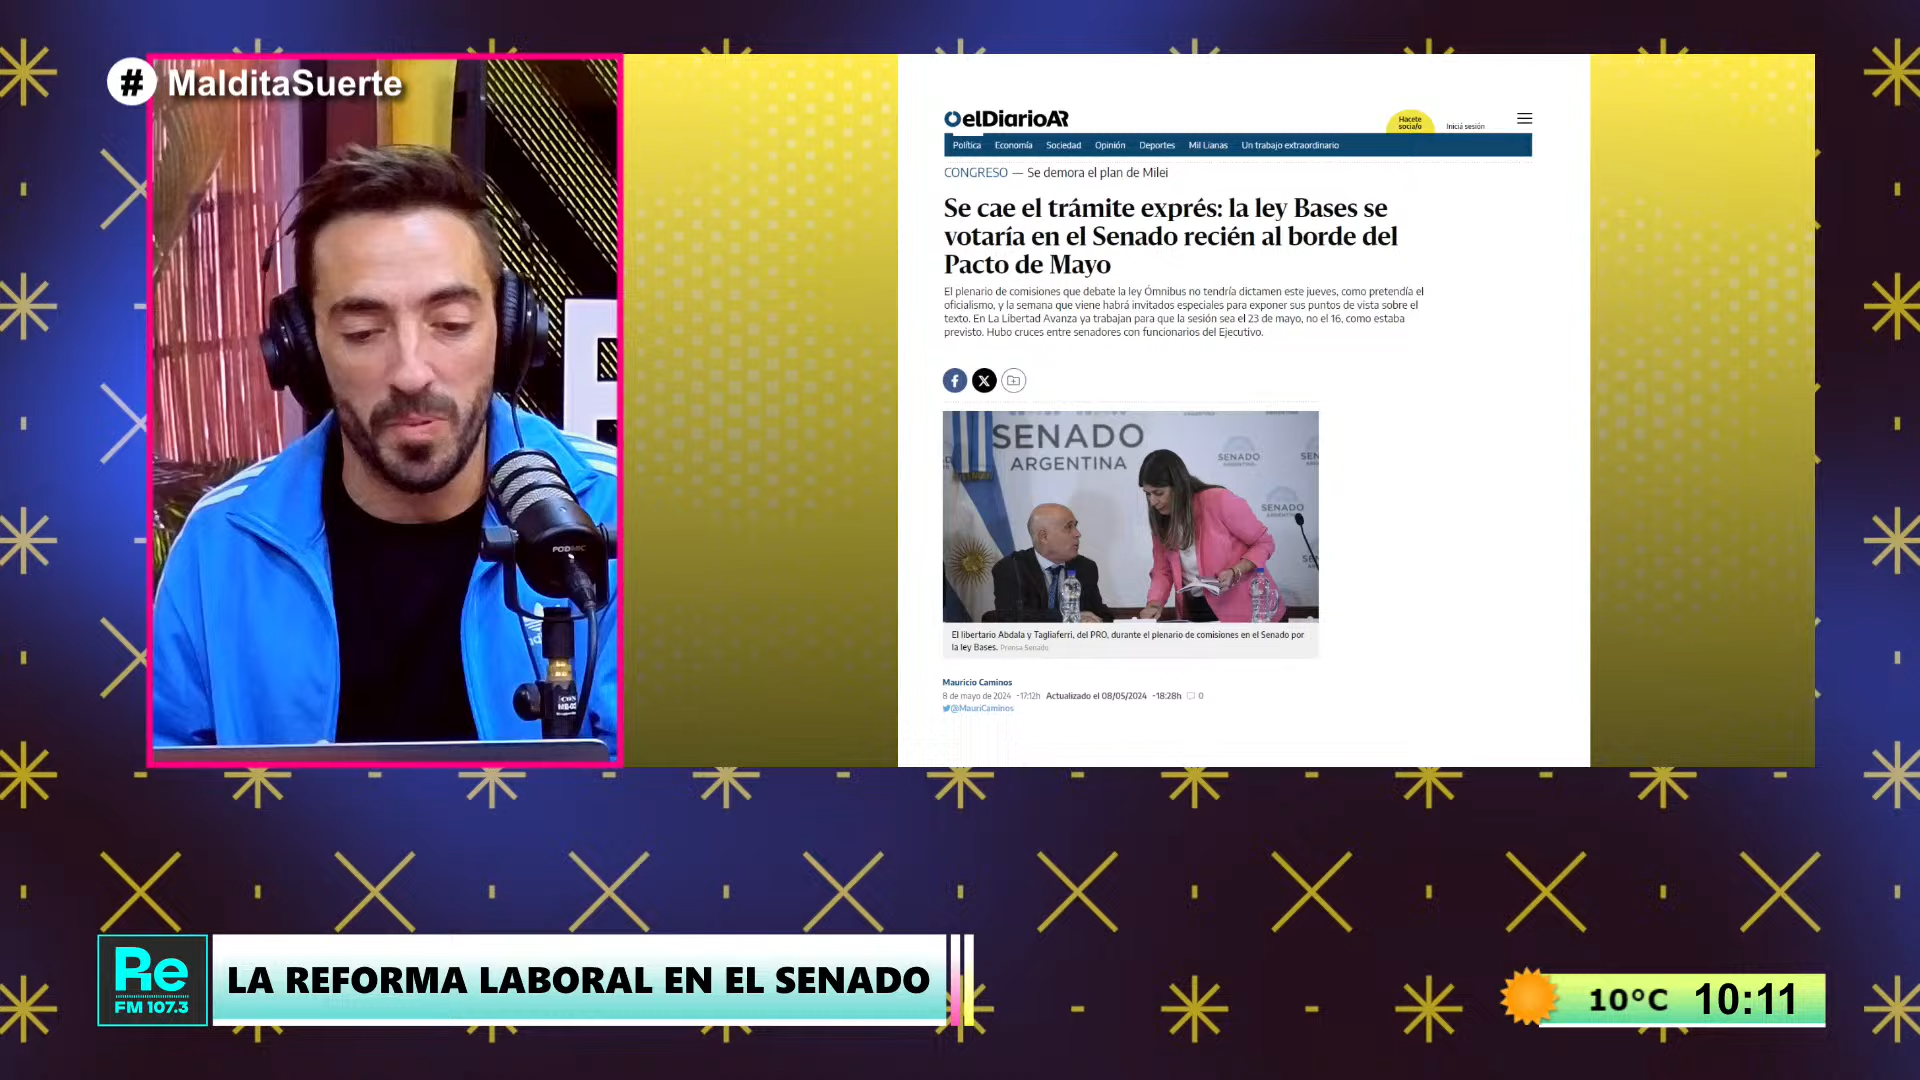 # MalditaSuerte
elDiarioAR
Hacete
socia/o
Iniciá sesión
Política Economía Sociedad Opinión Deportes Mil Lianas Un trabajo extraordinario
CONGRESO — Se demora el plan de Milei
Se cae el trámite exprés: la ley Bases se
votaría en el Senado recién al borde del
Pacto de Mayo
El plenario de comisiones que debate la ley Ómnibus no tendría dictamen este jueves, como pretendía el
oficialismo, y la semana que viene habrá invitados especiales para exponer sus puntos de vista sobre el
texto. En La Libertad Avanza ya trabajan para que la sesión sea el 23 de mayo, no el 16, como estaba
previsto. Hubo cruces entre senadores con funcionarios del Ejecutivo.
SENADO
ARGENTINA
SENADO
ARGENTINA
SENADO
ARGENTINA
El libertario Abdala y Tagliaferri, del PRO, durante el plenario de comisiones en el Senado por
la ley Bases. Prensa Senado
Mauricio Caminos
8 de mayo de 2024 -17:12h Actualizado el 08/05/2024 -18:28h 0
@MauriCaminos
PODMIC
adidas
Re
FM 107.3
LA REFORMA LABORAL EN EL SENADO
10°C 10:11